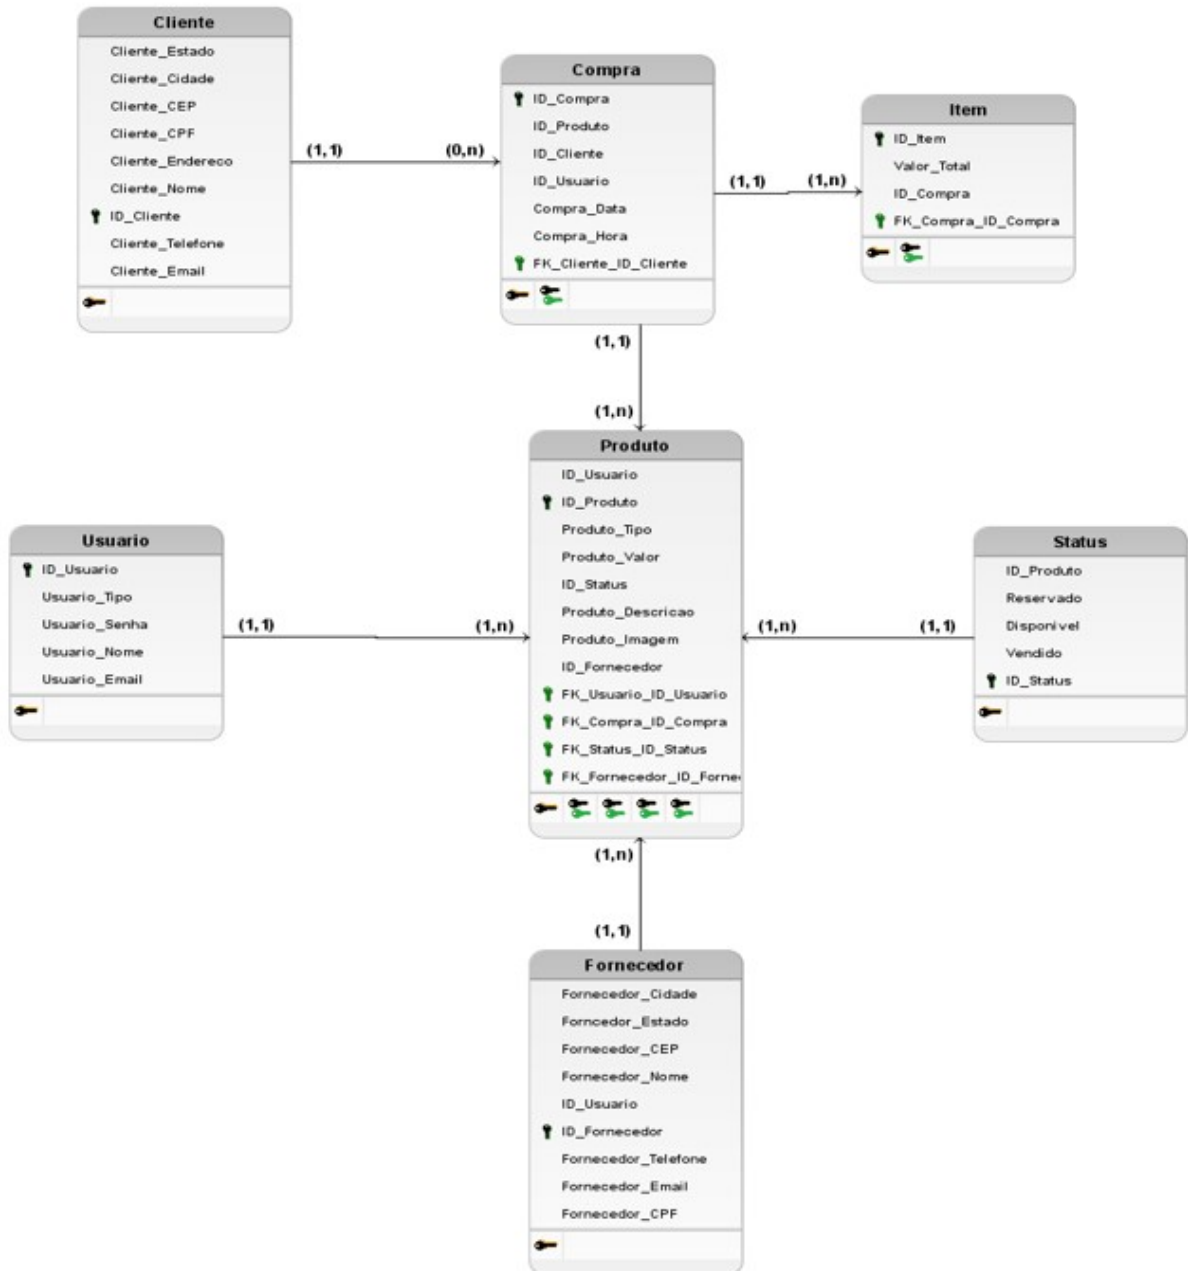 Cliente
Cliente_Estado
Cliente_Cidade
Cliente_CEP
Cliente_CPF
Cliente_Endereco
Cliente_Nome
ID_Cliente
Cliente_Telefone
Cliente_Email
(1,1)
(0,n)
Compra
ID_Compra
ID_Produto
ID_Cliente
ID_Usuario
Compra_Data
Compra_Hora
FK_Cliente_ID_Cliente
(1,1)
(1,n)
Item
ID_Item
Valor_Total
ID_Compra
FK_Compra_ID_Compra
(1,1)
(1,n)
Produto
ID_Usuario
ID_Produto
Produto_Tipo
Produto_Valor
ID_Status
Produto_Descricao
Produto_Imagem
ID_Fornecedor
FK_Usuario_ID_Usuario
FK_Compra_ID_Compra
FK_Status_ID_Status
FK_Fornecedor_ID_Forne
Usuario
ID_Usuario
Usuario_Tipo
Usuario_Senha
Usuario_Nome
Usuario_Email
(1,1)
(1,n)
Status
ID_Produto
Reservado
Disponivel
Vendido
ID_Status
(1,n)
(1,1)
(1,n)
(1,1)
Fornecedor
Fornecedor_Cidade
Forncedor_Estado
Fornecedor_CEP
Fornecedor_Nome
ID_Usuario
ID_Fornecedor
Fornecedor_Telefone
Fornecedor_Email
Fornecedor_CPF